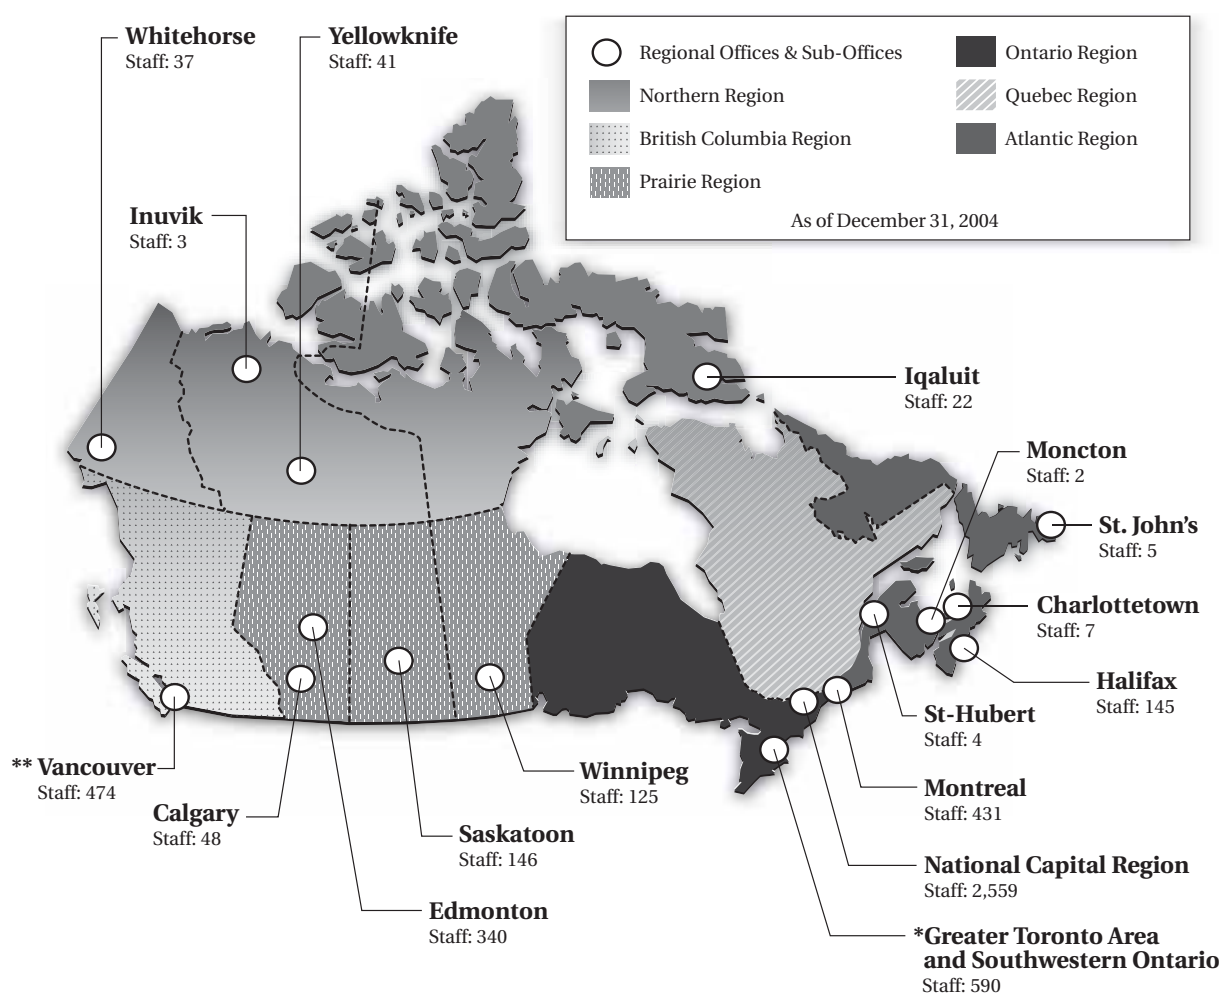 Whitehorse
Staff: 37
Yellowknife
Staff: 41
Regional Offices & Sub-Offices
Northern Region
British Columbia Region
Prairie Region
Ontario Region
Quebec Region
Atlantic Region
As of December 31, 2004
Inuvik
Staff: 3
Iqaluit
Staff: 22
Moncton
Staff: 2
St. John's
Staff: 5
Charlottetown
Staff: 7
Halifax
Staff: 145
St-Hubert
Staff: 4
** Vancouver
Staff: 474
Winnipeg
Staff: 125
Montreal
Staff: 431
Calgary
Staff: 48
Saskatoon
Staff: 146
National Capital Region
Staff: 2,559
Edmonton
Staff: 340
*Greater Toronto Area
and Southwestern Ontario
Staff: 590